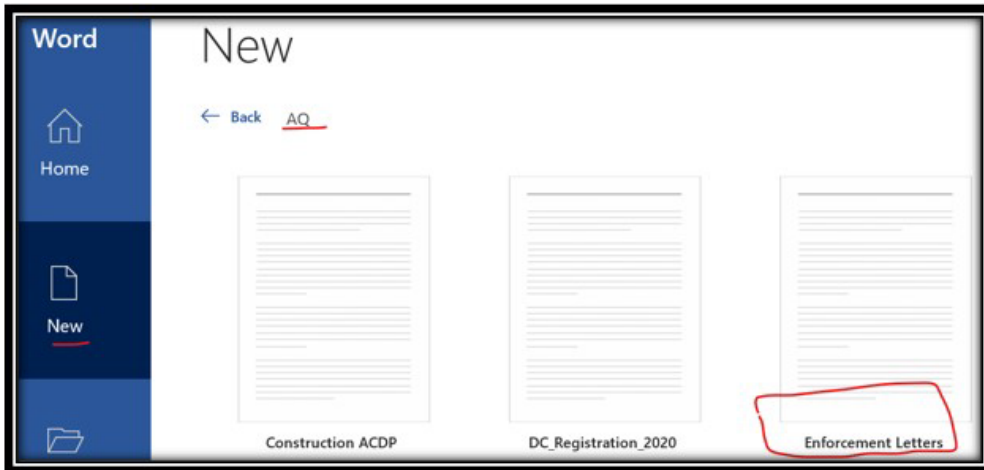 Word
New
← Back AQ
Home
New
Construction ACDP
DC_Registration_2020
Enforcement Letters